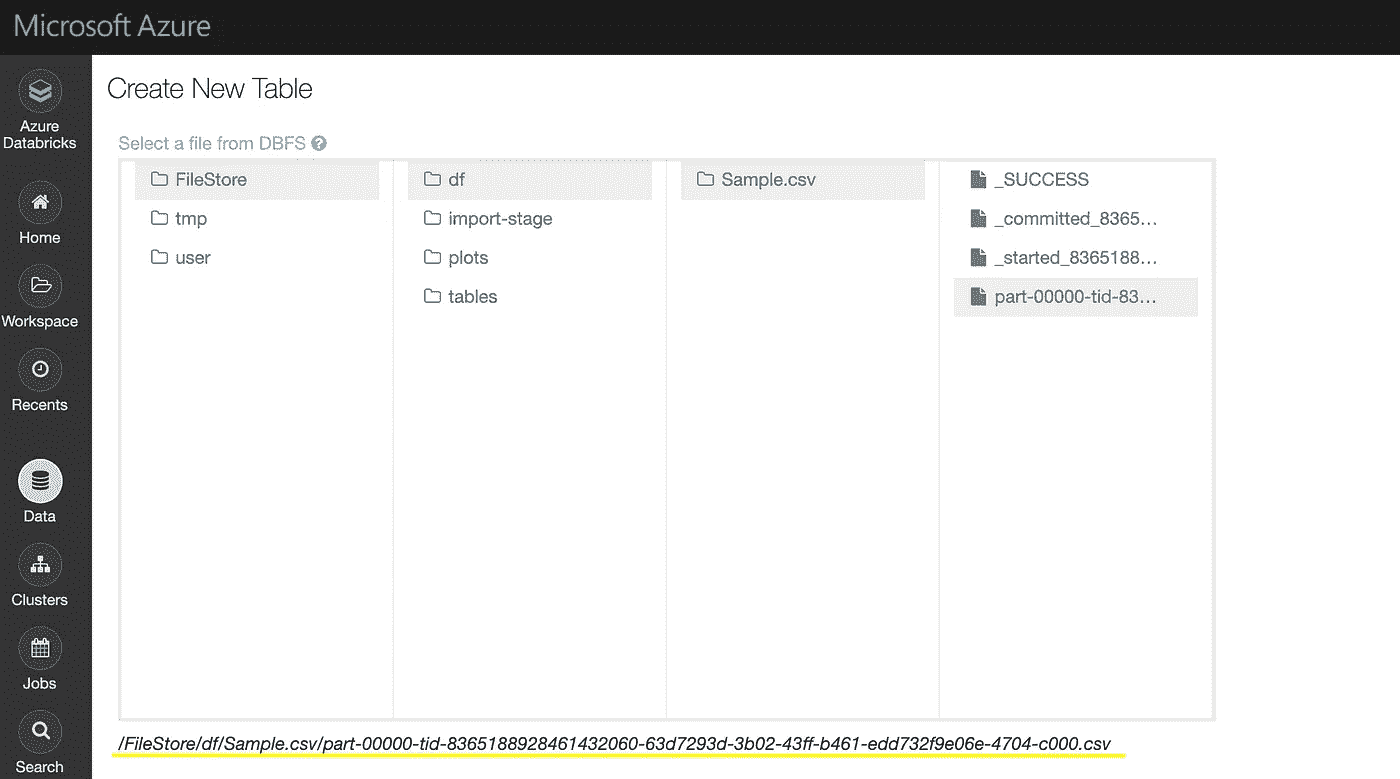 Microsoft Azure
Azure
Databricks
Home
Workspace
Recents
Data
Clusters
Jobs
Search
Create New Table
Select a file from DBFS ?
FileStore
tmp
user
df
import-stage
plots
tables
Sample.csv
_SUCCESS
_committed_8365...
_started_8365188...
part-00000-tid-83...
/FileStore/df/Sample.csv/part-00000-tid-8365188928461432060-63d7293d-3b02-43ff-b461-edd732f9e06e-4704-c000.csv